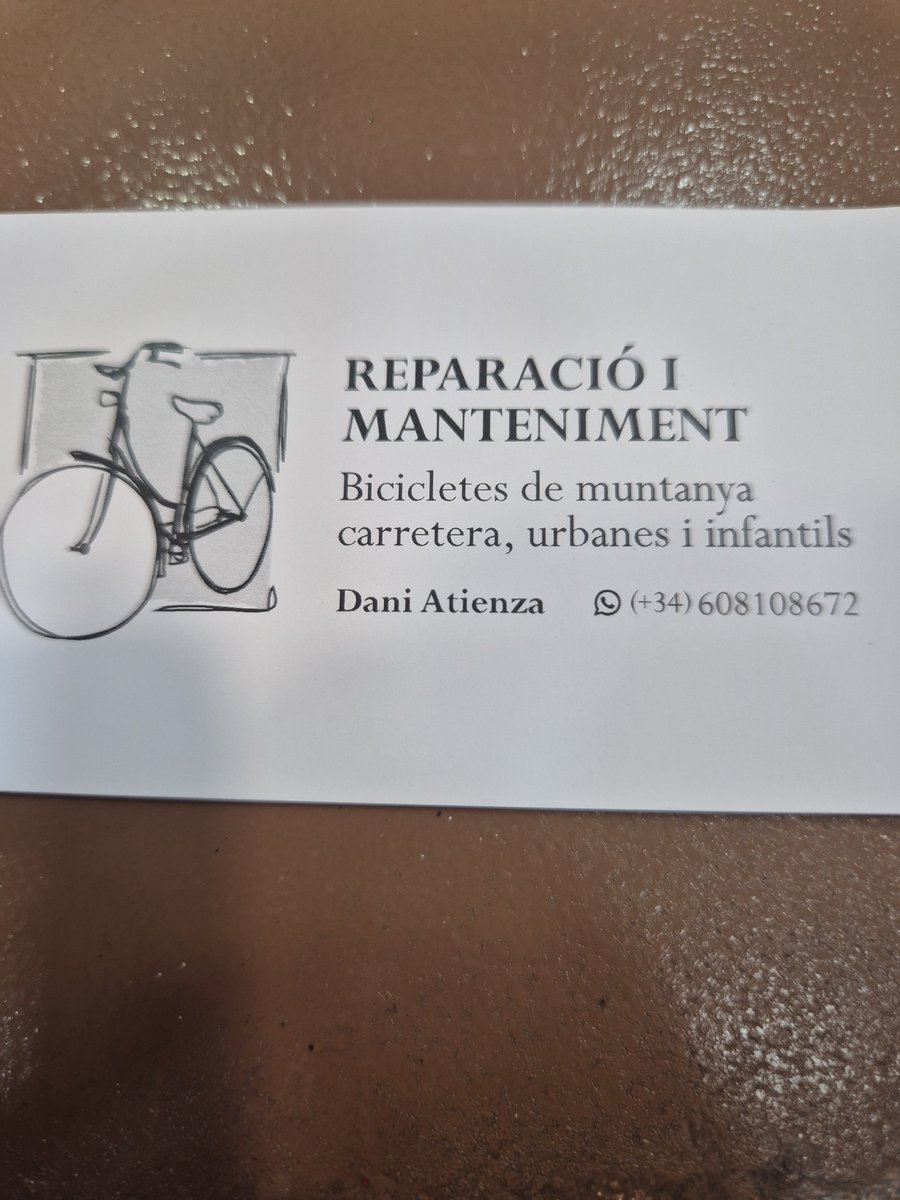 REPARACIÓ I
MANTENIMENT
Bicicletes de muntanya
carretera, urbanes i infantils
Dani Atienza (+34) 608108672